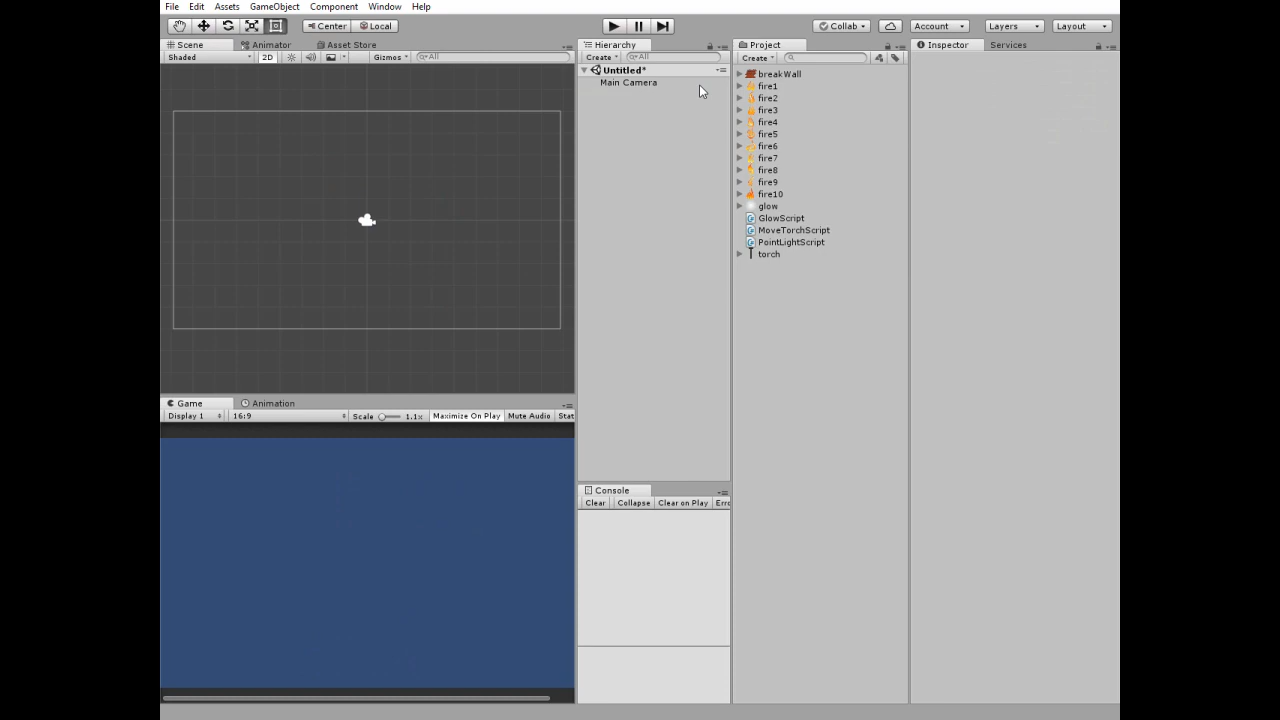 File Edit Assets GameObject Component Window Help
Center Local Collab Account Layers Layout
Scene Animator Asset Store Hierarchy Project Inspector Services
Shaded 2D Gizmos All Create All Create
Untitled*
Main Camera
breakWall
fire1
fire2
fire3
fire4
fire5
fire6
fire7
fire8
fire9
fire10
glow
GlowScript
MoveTorchScript
PointLightScript
torch
Game Animation
Display 1 16:9 Scale 1.1x Maximize On Play Mute Audio Stat
Console
Clear Collapse Clear on Play Erro